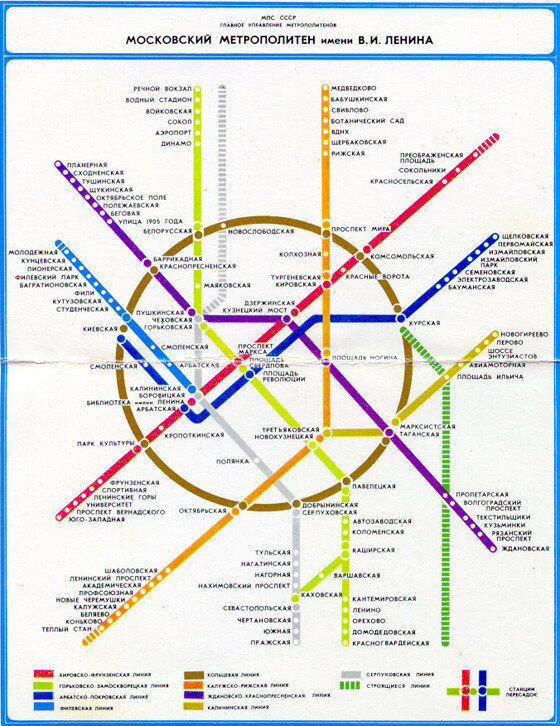 МПС СССР
ГЛАВНОЕ УПРАВЛЕНИЕ МЕТРОПОЛИТЕНОВ
МОСКОВСКИЙ МЕТРОПОЛИТЕН имени В.И. ЛЕНИНА
РЕЧНОЙ ВОКЗАЛ
ВОДНЫЙ СТАДИОН
ВОЙКОВСКАЯ
СОКОЛ
АЭРОПОРТ
ДИНАМО
МЕДВЕДКОВО
БАБУШКИНСКАЯ
СВИБЛОВО
БОТАНИЧЕСКИЙ САД
ВДНХ
ЩЕРБАКОВСКАЯ
РИЖСКАЯ
ПРЕОБРАЖЕНСКАЯ
ПЛОЩАДЬ
СОКОЛЬНИКИ
КРАСНОСЕЛЬСКАЯ
ПЛАНЕРНАЯ
СХОДНЕНСКАЯ
ТУШИНСКАЯ
ЩУКИНСКАЯ
ОКТЯБРЬСКОЕ ПОЛЕ
ПОЛЕЖАЕВСКАЯ
БЕГОВАЯ
УЛИЦА 1905 ГОДА
БЕЛОРУССКАЯ
НОВОСЛОБОДСКАЯ
ПРОСПЕКТ МИРА
КОМСОМОЛЬСКАЯ
КОЛХОЗНАЯ
ЩЕЛКОВСКАЯ
ПЕРВОМАЙСКАЯ
ИЗМАЙЛОВСКАЯ
ИЗМАЙЛОВСКИЙ
ПАРК
СЕМЕНОВСКАЯ
ЭЛЕКТРОЗАВОДСКАЯ
БАУМАНСКАЯ
МОЛОДЕЖНАЯ
КУНЦЕВСКАЯ
ПИОНЕРСКАЯ
ФИЛЕВСКИЙ ПАРК
БАГРАТИОНОВСКАЯ
ФИЛИ
КУТУЗОВСКАЯ
СТУДЕНЧЕСКАЯ
БАРРИКАДНАЯ
КРАСНОПРЕСНЕНСКАЯ
МАЯКОВСКАЯ
ТУРГЕНЕВСКАЯ
КИРОВСКАЯ
КРАСНЫЕ ВОРОТА
ДЗЕРЖИНСКАЯ
КУЗНЕЦКИЙ МОСТ
ПУШКИНСКАЯ
ЧЕХОВСКАЯ
ГОРЬКОВСКАЯ
КИЕВСКАЯ
КУРСКАЯ
СМОЛЕНСКАЯ
ПРОСПЕКТ
МАРКСА
ПЛОЩАДЬ
СВЕРДЛОВА
ПЛОЩАДЬ
РЕВОЛЮЦИИ
ПЛОЩАДЬ НОГИНА
АРБАТСКАЯ
СМОЛЕНСКАЯ
НОВОГИРЕЕВО
ПЕРОВО
ШОССЕ
ЭНТУЗИАСТОВ
АВИАМОТОРНАЯ
ПЛОЩАДЬ ИЛЬИЧА
КАЛИНИНСКАЯ
БОРОВИЦКАЯ
БИБЛИОТЕКА имени ЛЕНИНА
АРБАТСКАЯ
КРОПОТКИНСКАЯ
ПАРК КУЛЬТУРЫ
ТРЕТЬЯКОВСКАЯ
НОВОКУЗНЕЦКАЯ
МАРКСИСТСКАЯ
ТАГАНСКАЯ
ПОЛЯНКА
ПАВЕЛЕЦКАЯ
ФРУНЗЕНСКАЯ
СПОРТИВНАЯ
ЛЕНИНСКИЕ ГОРЫ
УНИВЕРСИТЕТ
ПРОСПЕКТ ВЕРНАДСКОГО
ЮГО-ЗАПАДНАЯ
ОКТЯБРЬСКАЯ
ДОБРЫНИНСКАЯ
СЕРПУХОВСКАЯ
ПРОЛЕТАРСКАЯ
ВОЛГОГРАДСКИЙ
ПРОСПЕКТ
ТЕКСТИЛЬЩИКИ
КУЗЬМИНКИ
РЯЗАНСКИЙ
ПРОСПЕКТ
ЖДАНОВСКАЯ
АВТОЗАВОДСКАЯ
КОЛОМЕНСКАЯ
КАШИРСКАЯ
ВАРШАВСКАЯ
КАХОВСКАЯ
КАНТЕМИРОВСКАЯ
ЛЕНИНО
ОРЕХОВО
ДОМОДЕДОВСКАЯ
КРАСНОГВАРДЕЙСКАЯ
ТУЛЬСКАЯ
НАГАТИНСКАЯ
НАГОРНАЯ
НАХИМОВСКИЙ ПРОСПЕКТ
СЕВАСТОПОЛЬСКАЯ
ЧЕРТАНОВСКАЯ
ЮЖНАЯ
ПРАЖСКАЯ
ШАБОЛОВСКАЯ
ЛЕНИНСКИЙ ПРОСПЕКТ
АКАДЕМИЧЕСКАЯ
ПРОФСОЮЗНАЯ
НОВЫЕ ЧЕРЕМУШКИ
КАЛУЖСКАЯ
БЕЛЯЕВО
КОНЬКОВО
ТЕПЛЫЙ СТАН
КИРОВСКО-ФРУНЗЕНСКАЯ ЛИНИЯ
ГОРЬКОВСКО-ЗАМОСКВОРЕЦКАЯ ЛИНИЯ
АРБАТСКО-ПОКРОВСКАЯ ЛИНИЯ
ФИЛЕВСКАЯ ЛИНИЯ
КОЛЬЦЕВАЯ ЛИНИЯ
КАЛУЖСКО-РИЖСКАЯ ЛИНИЯ
ЖДАНОВСКО-КРАСНОПРЕСНЕНСКАЯ ЛИНИЯ
КАЛИНИНСКАЯ ЛИНИЯ
СЕРПУХОВСКАЯ ЛИНИЯ
СТРОЯЩИЕСЯ ЛИНИИ
СТАНЦИИ
ПЕРЕСАДОК